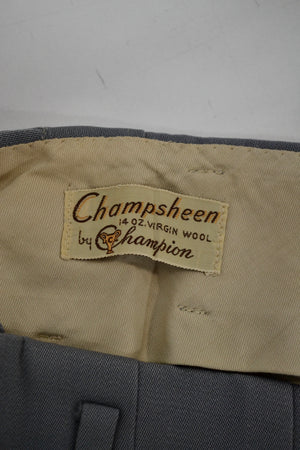 Champsheen
14 OZ. VIRGIN WOOL
by Champion